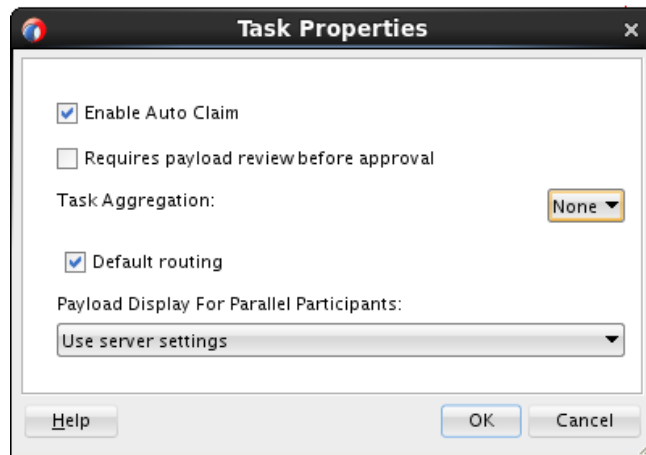 Task Properties
Enable Auto Claim
Requires payload review before approval
Task Aggregation:
None
Default routing
Payload Display For Parallel Participants:
Use server settings
Help
OK
Cancel